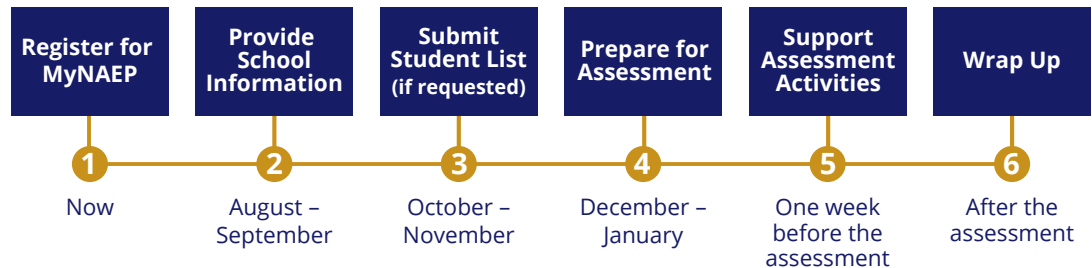 Register for
MyNAEP
Provide
School
Information
Submit
Student List
(if requested)
Prepare for
Assessment
Support
Assessment
Activities
Wrap Up
1
2
3
4
5
6
Now
August –
September
October –
November
December –
January
One week
before the
assessment
After the
assessment